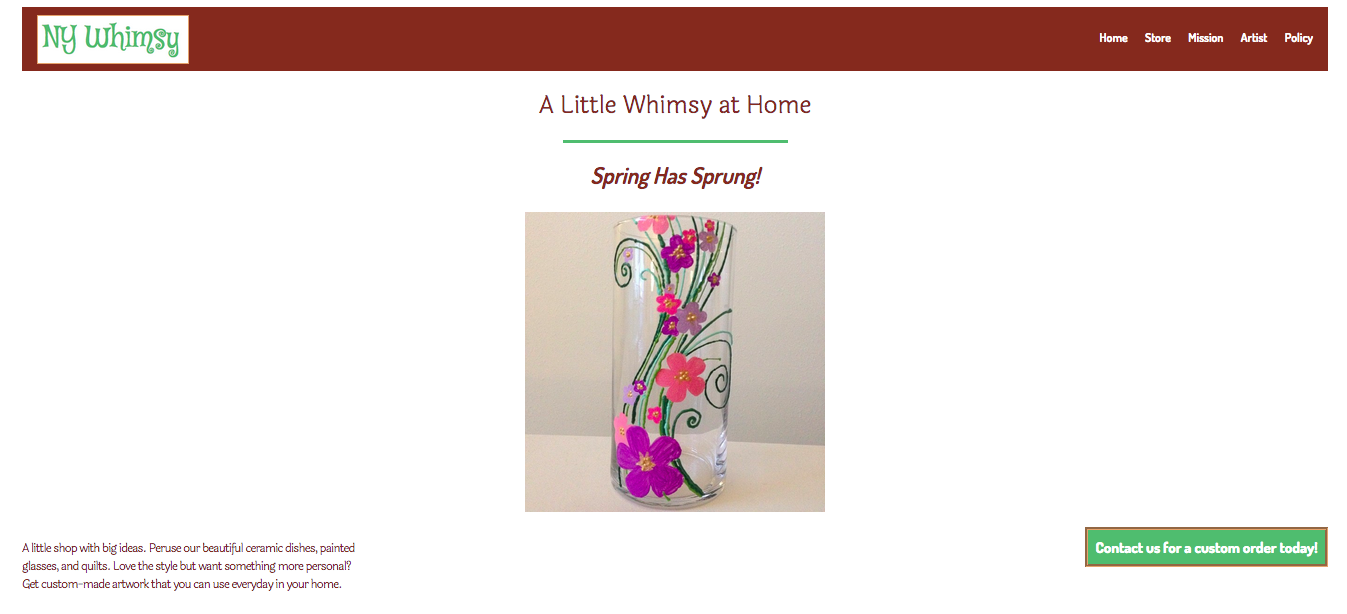 NY Whimsy
Home Store Mission Artist Policy
A Little Whimsy at Home
Spring Has Sprung!
A little shop with big ideas. Peruse our beautiful ceramic dishes, painted
glasses, and quilts. Love the style but want something more personal?
Get custom-made artwork that you can use everyday in your home.
Contact us for a custom order today!